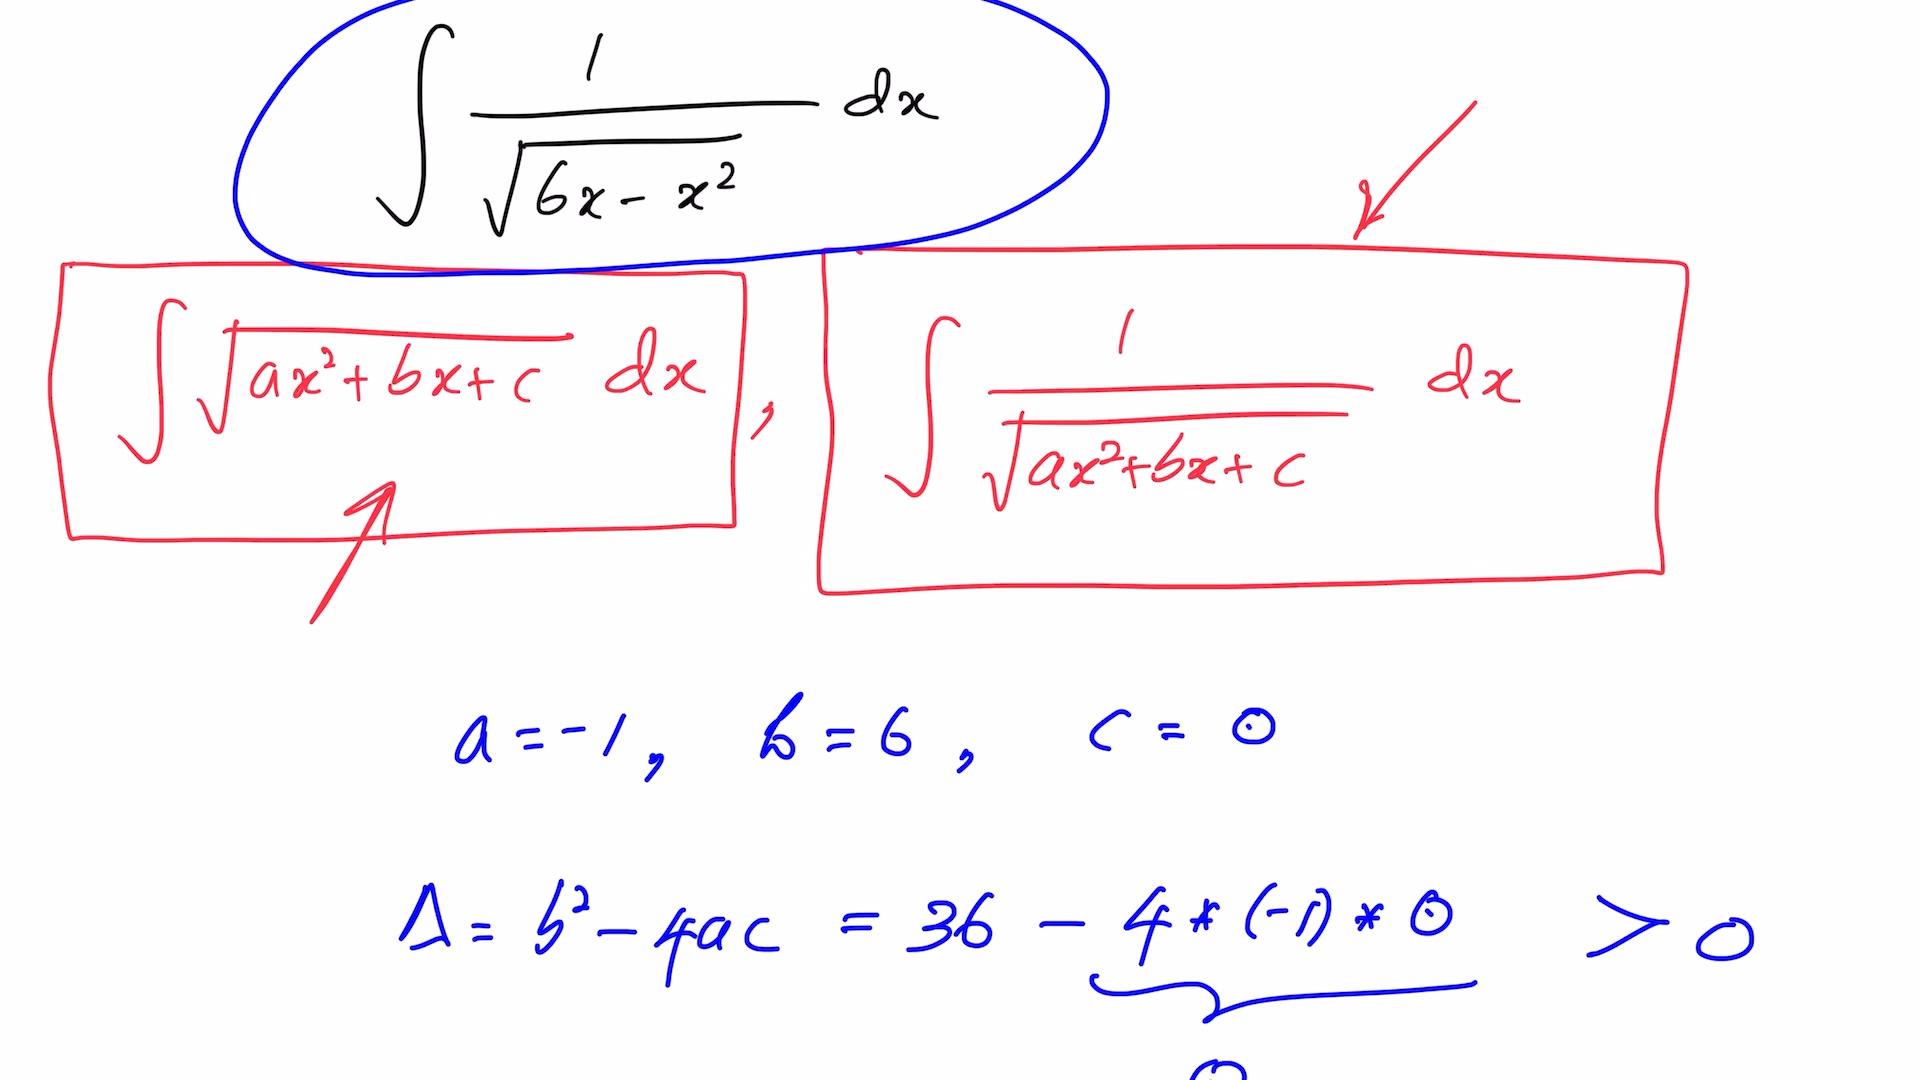 ∫ 1/√(6x - x²) dx
∫ √(ax² + bx + c) dx , ∫ 1/√(ax² + bx + c) dx
a = -1 , b = 6 , c = 0
Δ = b² - 4ac = 36 - 4 * (-1) * 0 > 0
0